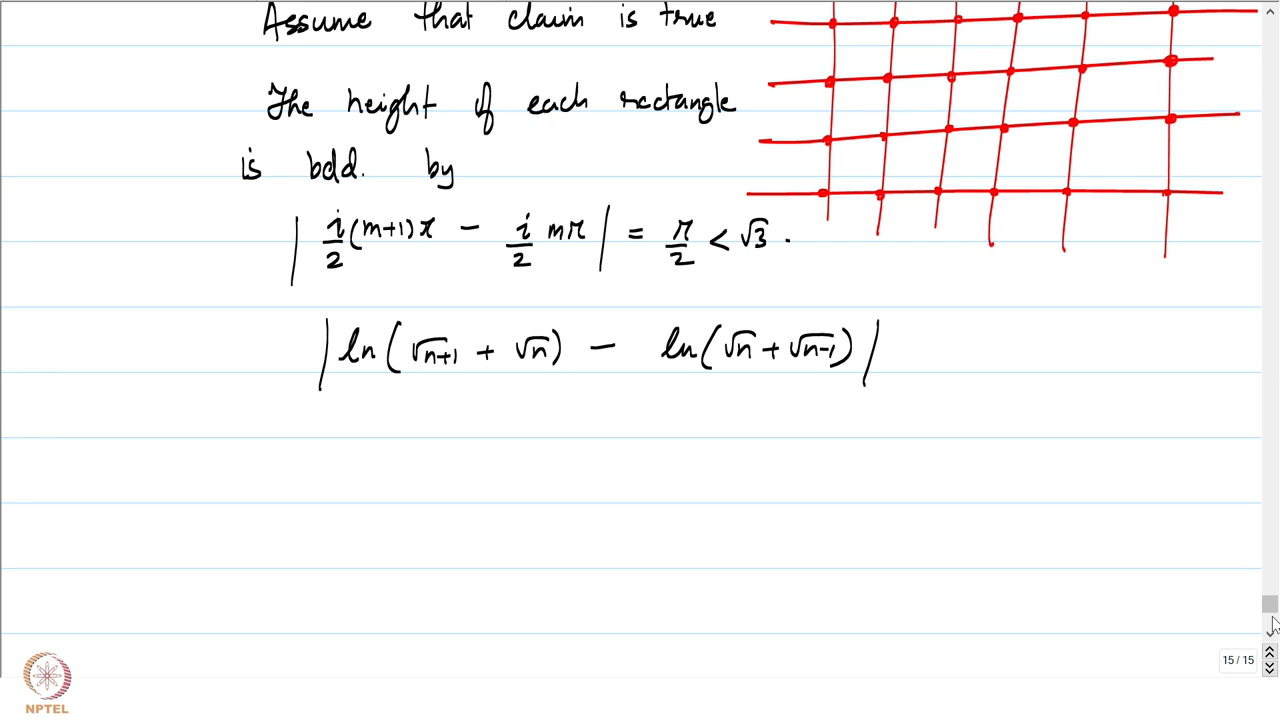 Assume that claim is true
The height of each rectangle
is bdd. by
| i/2 (m+1)π − i/2 mπ | = π/2 < √3 .
| ln(√n+1 + √n) − ln(√n + √n−1) |
15 / 15
NPTEL